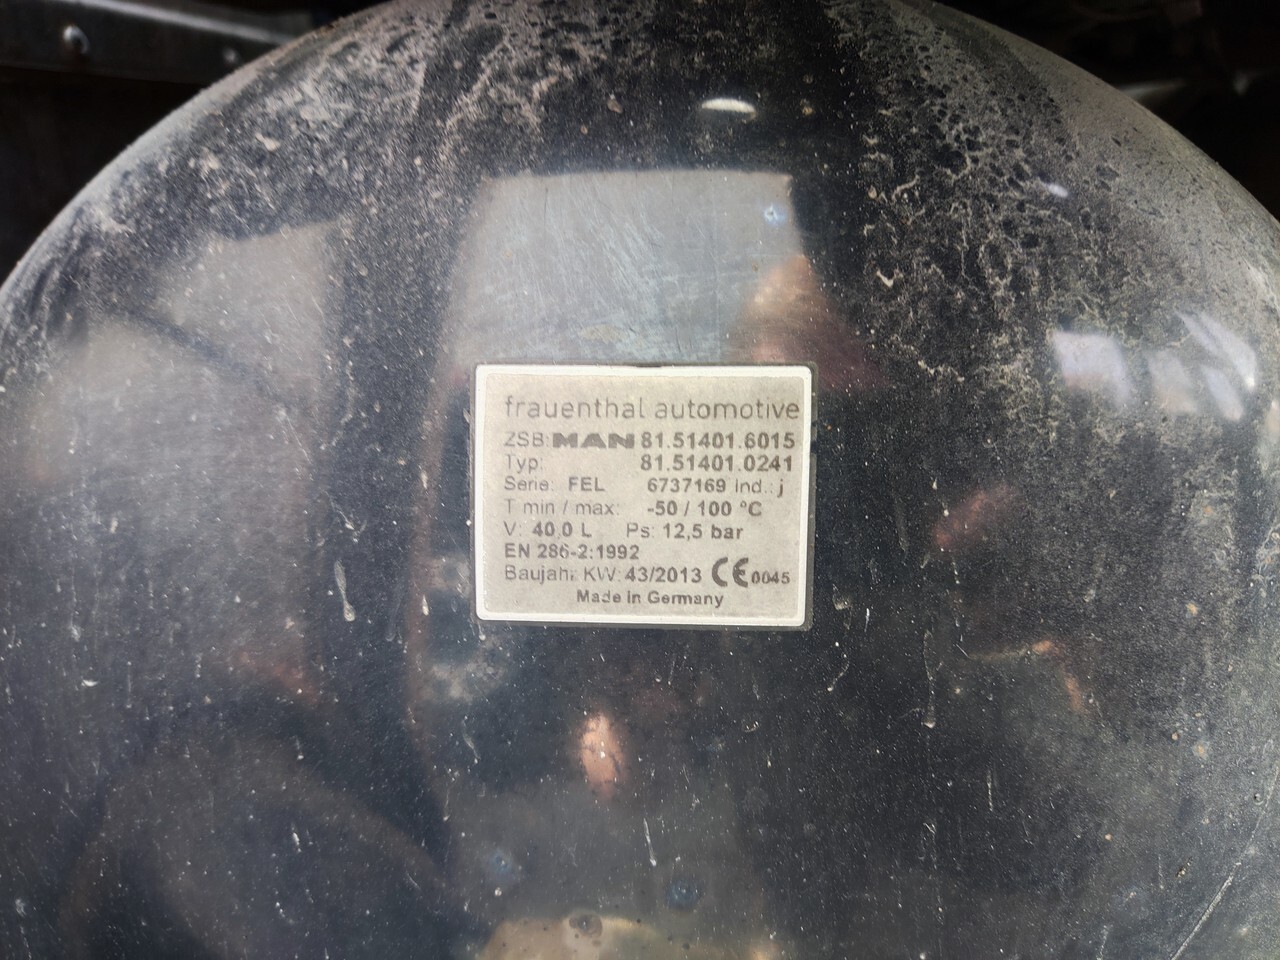 frauenthal automotive
ZSB: MAN 81.51401.6015
Typ: 81.51401.0241
Serie: FEL 6737169 Ind.: j
T min / max: -50 / 100 °C
V: 40,0 L Ps: 12,5 bar
EN 286-2:1992
Baujahr: KW: 43/2013 CE 0045
Made in Germany